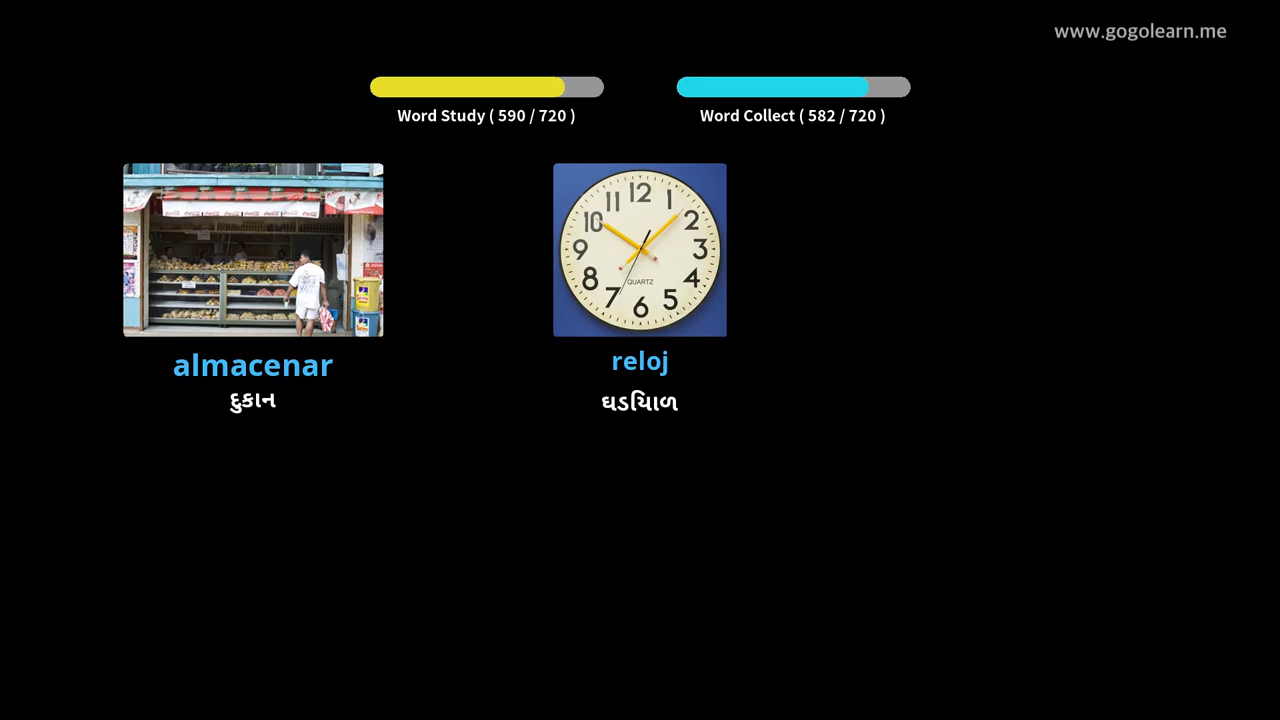 www.gogolearn.me
Word Study ( 590 / 720 )
Word Collect ( 582 / 720 )
12
11
1
10
2
9
3
8
4
QUARTZ
7
5
6
almacenar
reloj
દુકાન
ઘડયિાળ